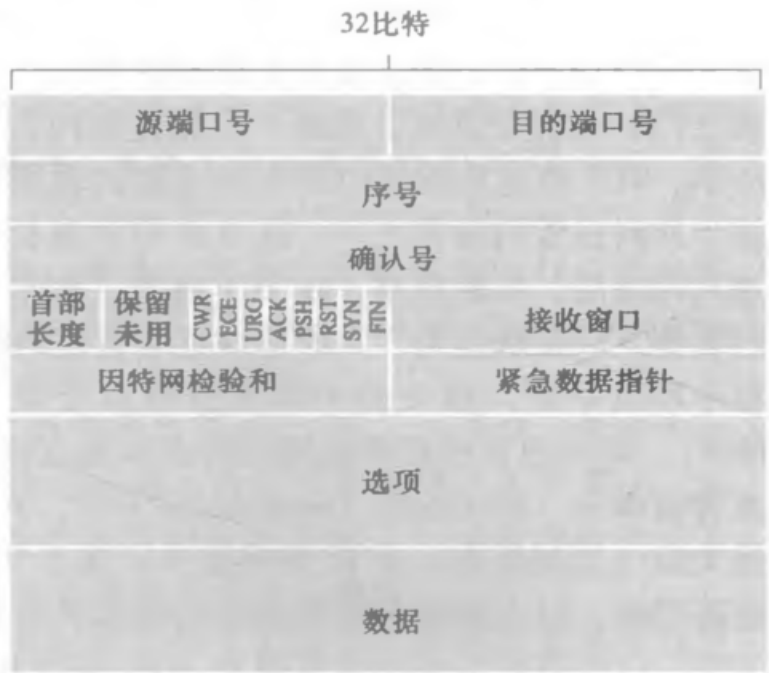 32比特
源端口号 目的端口号
序号
确认号
首部长度 保留未用 CWR ECE URG ACK PSH RST SYN FIN 接收窗口
因特网检验和 紧急数据指针
选项
数据